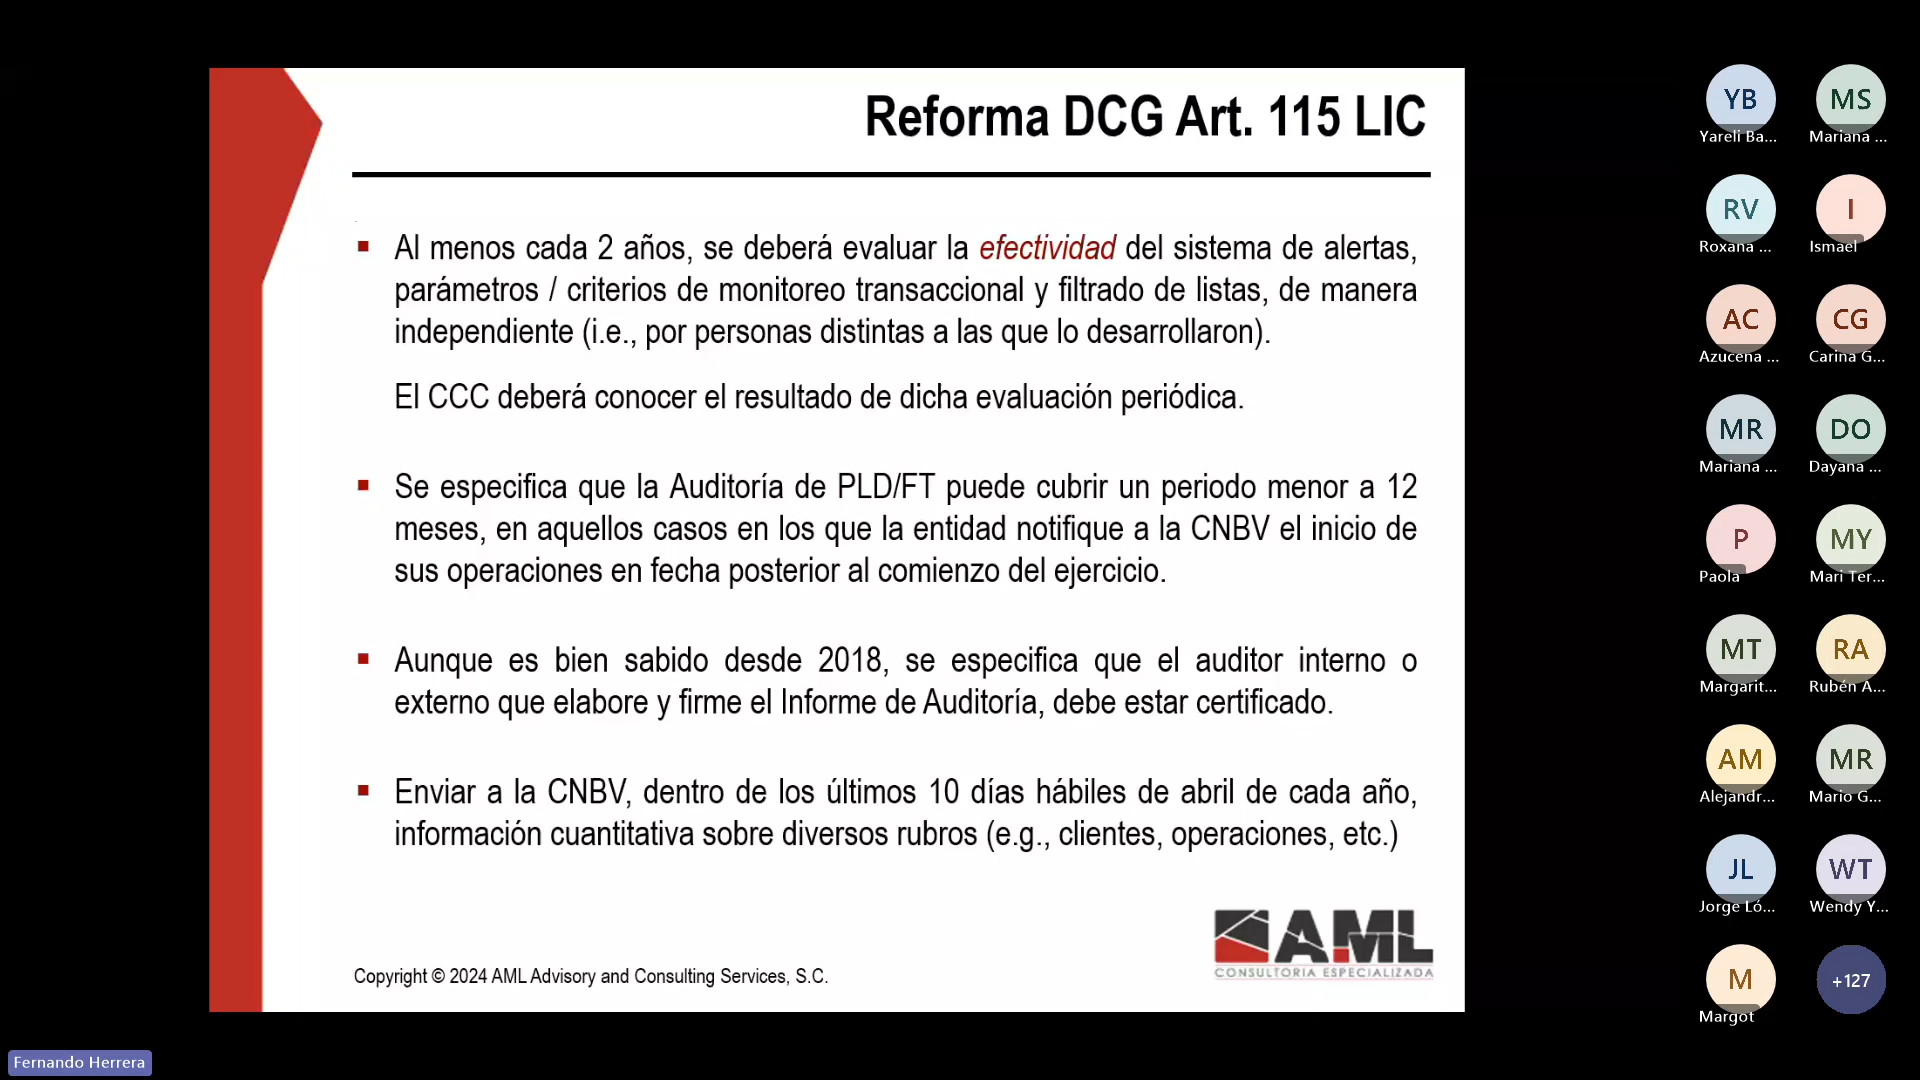 Reforma DCG Art. 115 LIC
▪ Al menos cada 2 años, se deberá evaluar la efectividad del sistema de alertas,
parámetros / criterios de monitoreo transaccional y filtrado de listas, de manera
independiente (i.e., por personas distintas a las que lo desarrollaron).
El CCC deberá conocer el resultado de dicha evaluación periódica.
▪ Se especifica que la Auditoría de PLD/FT puede cubrir un periodo menor a 12
meses, en aquellos casos en los que la entidad notifique a la CNBV el inicio de
sus operaciones en fecha posterior al comienzo del ejercicio.
▪ Aunque es bien sabido desde 2018, se especifica que el auditor interno o
externo que elabore y firme el Informe de Auditoría, debe estar certificado.
▪ Enviar a la CNBV, dentro de los últimos 10 días hábiles de abril de cada año,
información cuantitativa sobre diversos rubros (e.g., clientes, operaciones, etc.)
AML
CONSULTORIA ESPECIALIZADA
Copyright © 2024 AML Advisory and Consulting Services, S.C.
YB
Yareli Ba...
MS
Mariana ...
RV
Roxana ...
I
Ismael
AC
Azucena ...
CG
Carina G...
MR
Mariana ...
DO
Dayana ...
P
Paola
MY
Mari Ter...
MT
Margarit...
RA
Rubén A...
AM
Alejandr...
MR
Mario G...
JL
Jorge Ló...
WT
Wendy Y...
M
Margot
+127
Fernando Herrera